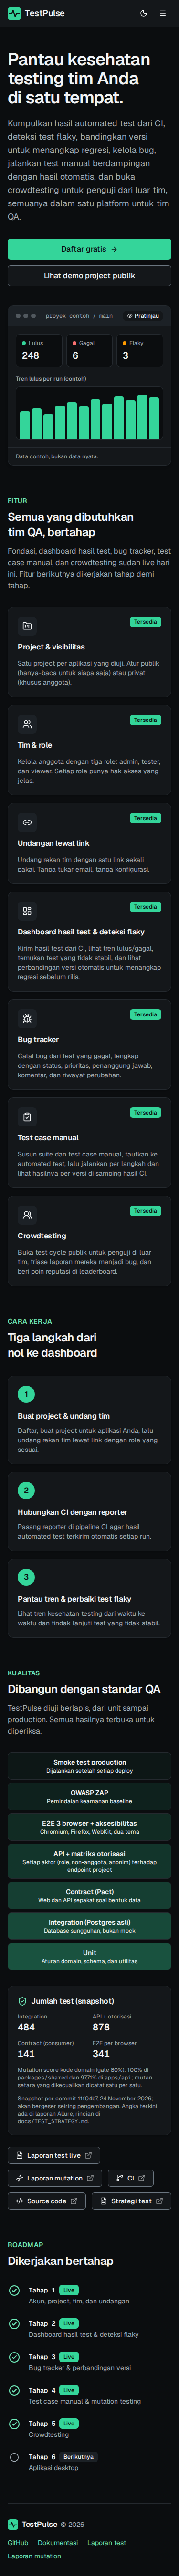 TestPulse
Pantau kesehatan
testing tim Anda
di satu tempat.
Kumpulkan hasil automated test dari CI,
deteksi test flaky, bandingkan versi
untuk menangkap regresi, kelola bug,
jalankan test manual berdampingan
dengan hasil otomatis, dan buka
crowdtesting untuk penguji dari luar tim,
semuanya dalam satu platform untuk tim
QA.
Daftar gratis
Lihat demo project publik
proyek-contoh / main
Pratinjau
Lulus
248
Gagal
6
Flaky
3
Tren lulus per run (contoh)
Data contoh, bukan data nyata.
FITUR
Semua yang dibutuhkan
tim QA, bertahap
Fondasi, dashboard hasil test, bug tracker, test
case manual, dan crowdtesting sudah live hari
ini. Fitur berikutnya dikerjakan tahap demi
tahap.
Tersedia
Project & visibilitas
Satu project per aplikasi yang diuji. Atur publik
(hanya-baca untuk siapa saja) atau privat
(khusus anggota).
Tersedia
Tim & role
Kelola anggota dengan tiga role: admin, tester,
dan viewer. Setiap role punya hak akses yang
jelas.
Tersedia
Undangan lewat link
Undang rekan tim dengan satu link sekali
pakai. Tanpa tukar email, tanpa konfigurasi.
Tersedia
Dashboard hasil test & deteksi flaky
Kirim hasil test dari CI, lihat tren lulus/gagal,
temukan test yang tidak stabil, dan lihat
perbandingan versi otomatis untuk menangkap
regresi sebelum rilis.
Tersedia
Bug tracker
Catat bug dari test yang gagal, lengkap
dengan status, prioritas, penanggung jawab,
komentar, dan riwayat perubahan.
Tersedia
Test case manual
Susun suite dan test case manual, tautkan ke
automated test, lalu jalankan per langkah dan
lihat hasilnya per versi di samping hasil CI.
Tersedia
Crowdtesting
Buka test cycle publik untuk penguji di luar
tim, triase laporan mereka menjadi bug, dan
beri poin reputasi di leaderboard.
CARA KERJA
Tiga langkah dari
nol ke dashboard
1
Buat project & undang tim
Daftar, buat project untuk aplikasi Anda, lalu
undang rekan tim lewat link dengan role yang
sesuai.
2
Hubungkan CI dengan reporter
Pasang reporter di pipeline CI agar hasil
automated test terkirim otomatis setiap run.
3
Pantau tren & perbaiki test flaky
Lihat tren kesehatan testing dari waktu ke
waktu dan tindak lanjuti test yang tidak stabil.
KUALITAS
Dibangun dengan standar QA
TestPulse diuji berlapis, dari unit sampai
production. Semua hasilnya terbuka untuk
diperiksa.
Smoke test production
Dijalankan setelah setiap deploy
OWASP ZAP
Pemindaian keamanan baseline
E2E 3 browser + aksesibilitas
Chromium, Firefox, WebKit, dua tema
API + matriks otorisasi
Setiap aktor (role, non-anggota, anonim) terhadap
endpoint project
Contract (Pact)
Web dan API sepakat soal bentuk data
Integration (Postgres asli)
Database sungguhan, bukan mock
Unit
Aturan domain, schema, dan utilitas
Jumlah test (snapshot)
Integration
484
API + otorisasi
878
Contract (consumer)
141
E2E per browser
341
Mutation score kode domain (gate 80%): 100% di
packages/shared dan 97,71% di apps/api; mutan
setara yang dikecualikan dicatat satu per satu.
Snapshot per commit 11f04b7, 24 November 2026;
akan bergeser seiring pengembangan. Angka terkini
ada di laporan Allure, rincian di
docs/TEST_STRATEGY.md.
Laporan test live
Laporan mutation
CI
Source code
Strategi test
ROADMAP
Dikerjakan bertahap
Tahap 1 Live
Akun, project, tim, dan undangan
Tahap 2 Live
Dashboard hasil test & deteksi flaky
Tahap 3 Live
Bug tracker & perbandingan versi
Tahap 4 Live
Test case manual & mutation testing
Tahap 5 Live
Crowdtesting
Tahap 6 Berikutnya
Aplikasi desktop
TestPulse © 2026
GitHub Dokumentasi Laporan test
Laporan mutation